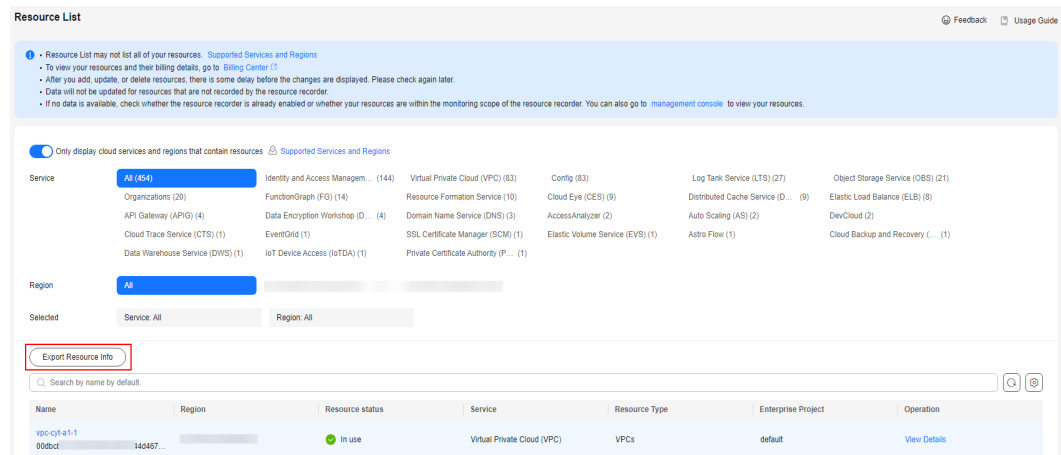 Resource List
Feedback Usage Guide
• Resource List may not list all of your resources. Supported Services and Regions
• To view your resources and their billing details, go to Billing Center
• After you add, update, or delete resources, there is some delay before the changes are displayed. Please check again later.
• Data will not be updated for resources that are not recorded by the resource recorder.
• If no data is available, check whether the resource recorder is already enabled or whether your resources are within the monitoring scope of the resource recorder. You can also go to management console to view your resources.
Only display cloud services and regions that contain resources Supported Services and Regions
Service All (454) Identity and Access Managem... (144) Virtual Private Cloud (VPC) (83) Config (83) Log Tank Service (LTS) (27) Object Storage Service (OBS) (21)
Organizations (20) FunctionGraph (FG) (14) Resource Formation Service (10) Cloud Eye (CES) (9) Distributed Cache Service (D... (9) Elastic Load Balance (ELB) (8)
API Gateway (APIG) (4) Data Encryption Workshop (D... (4) Domain Name Service (DNS) (3) AccessAnalyzer (2) Auto Scaling (AS) (2) DevCloud (2)
Cloud Trace Service (CTS) (1) EventGrid (1) SSL Certificate Manager (SCM) (1) Elastic Volume Service (EVS) (1) Astro Flow (1) Cloud Backup and Recovery (... (1)
Data Warehouse Service (DWS) (1) IoT Device Access (IoTDA) (1) Private Certificate Authority (P... (1)
Region All
Selected Service: All Region: All
Export Resource Info
Search by name by default.
Name Region Resource status Service Resource Type Enterprise Project Operation
vpc-cyt-a1-1 In use Virtual Private Cloud (VPC) VPCs default View Details